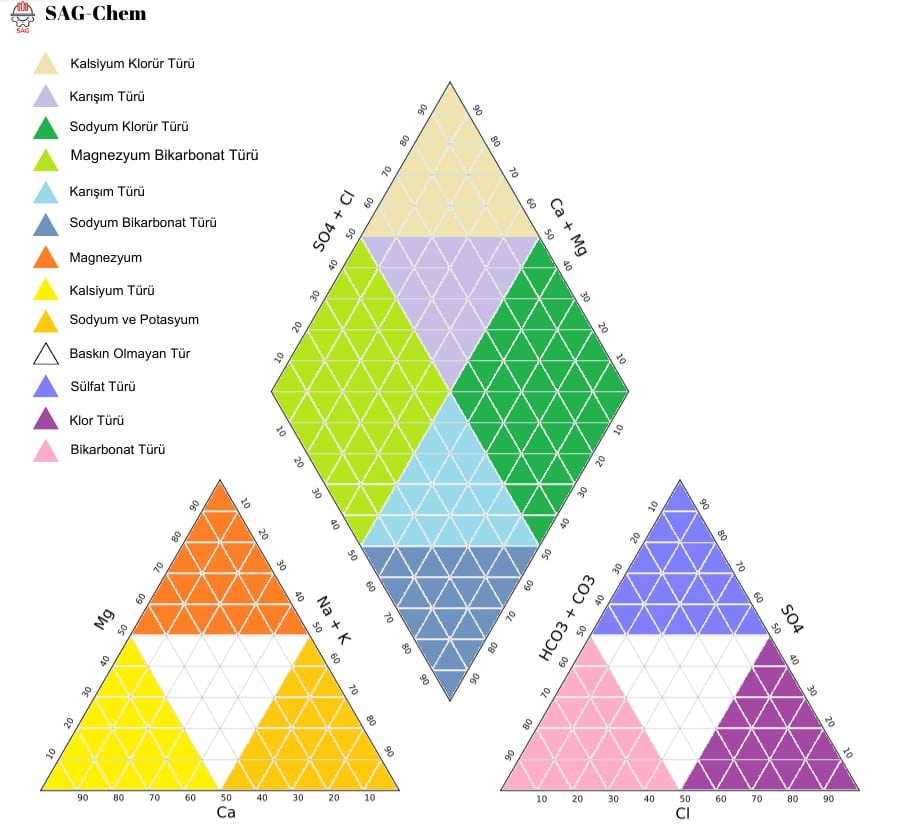 SAG-Chem
SAG
Kalsiyum Klorür Türü
Karışım Türü
Sodyum Klorür Türü
Magnezyum Bikarbonat Türü
Karışım Türü
Sodyum Bikarbonat Türü
Magnezyum
Kalsiyum Türü
Sodyum ve Potasyum
Baskın Olmayan Tür
Sülfat Türü
Klor Türü
Bikarbonat Türü
SO4 + Cl
90
80
70
60
50
40
30
20
10
Ca + Mg
90
80
70
60
50
40
30
20
10
10
20
30
40
50
60
70
80
90
10
20
30
40
50
60
70
80
90
Mg
90
80
70
60
50
40
30
20
10
Na + K
10
20
30
40
50
60
70
80
90
90 80 70 60 50 40 30 20 10
Ca
HCO3 + CO3
10
20
30
40
50
60
70
80
90
SO4
90
80
70
60
50
40
30
20
10
10 20 30 40 50 60 70 80 90
Cl